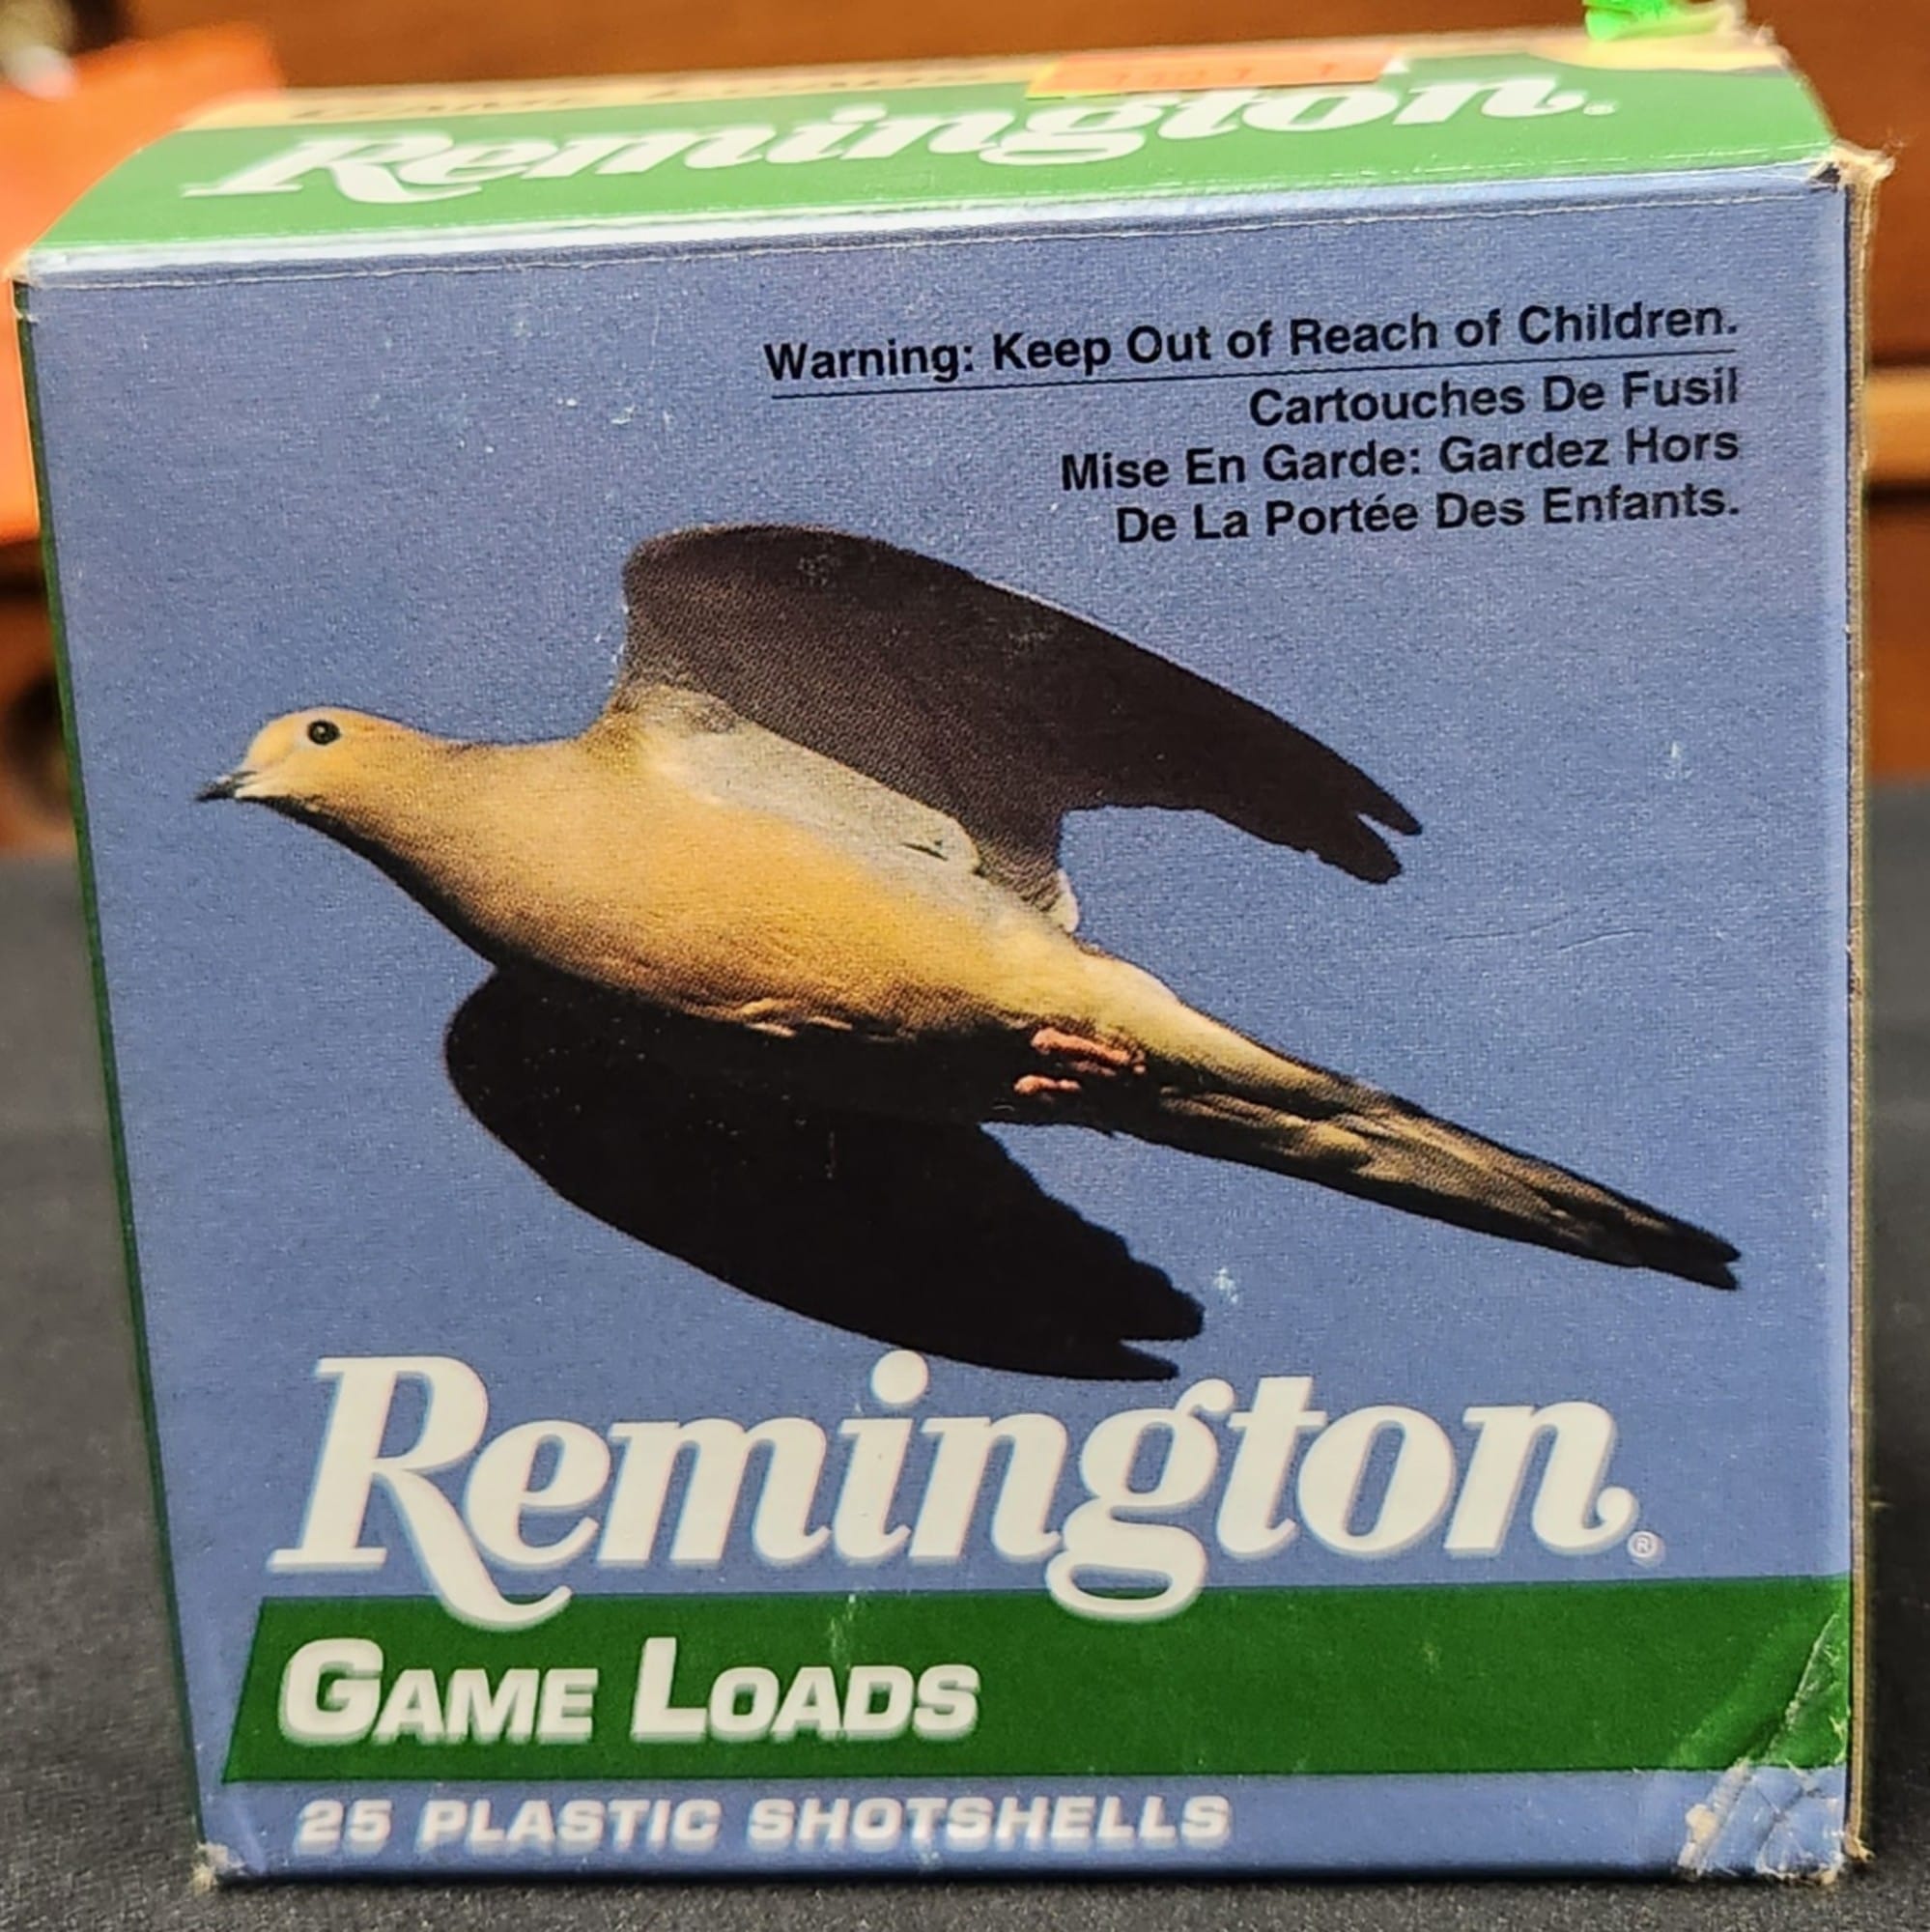 Remington®
Warning: Keep Out of Reach of Children.
Cartouches De Fusil
Mise En Garde: Gardez Hors
De La Portée Des Enfants.
Remington®
GAME LOADS
25 PLASTIC SHOTSHELLS